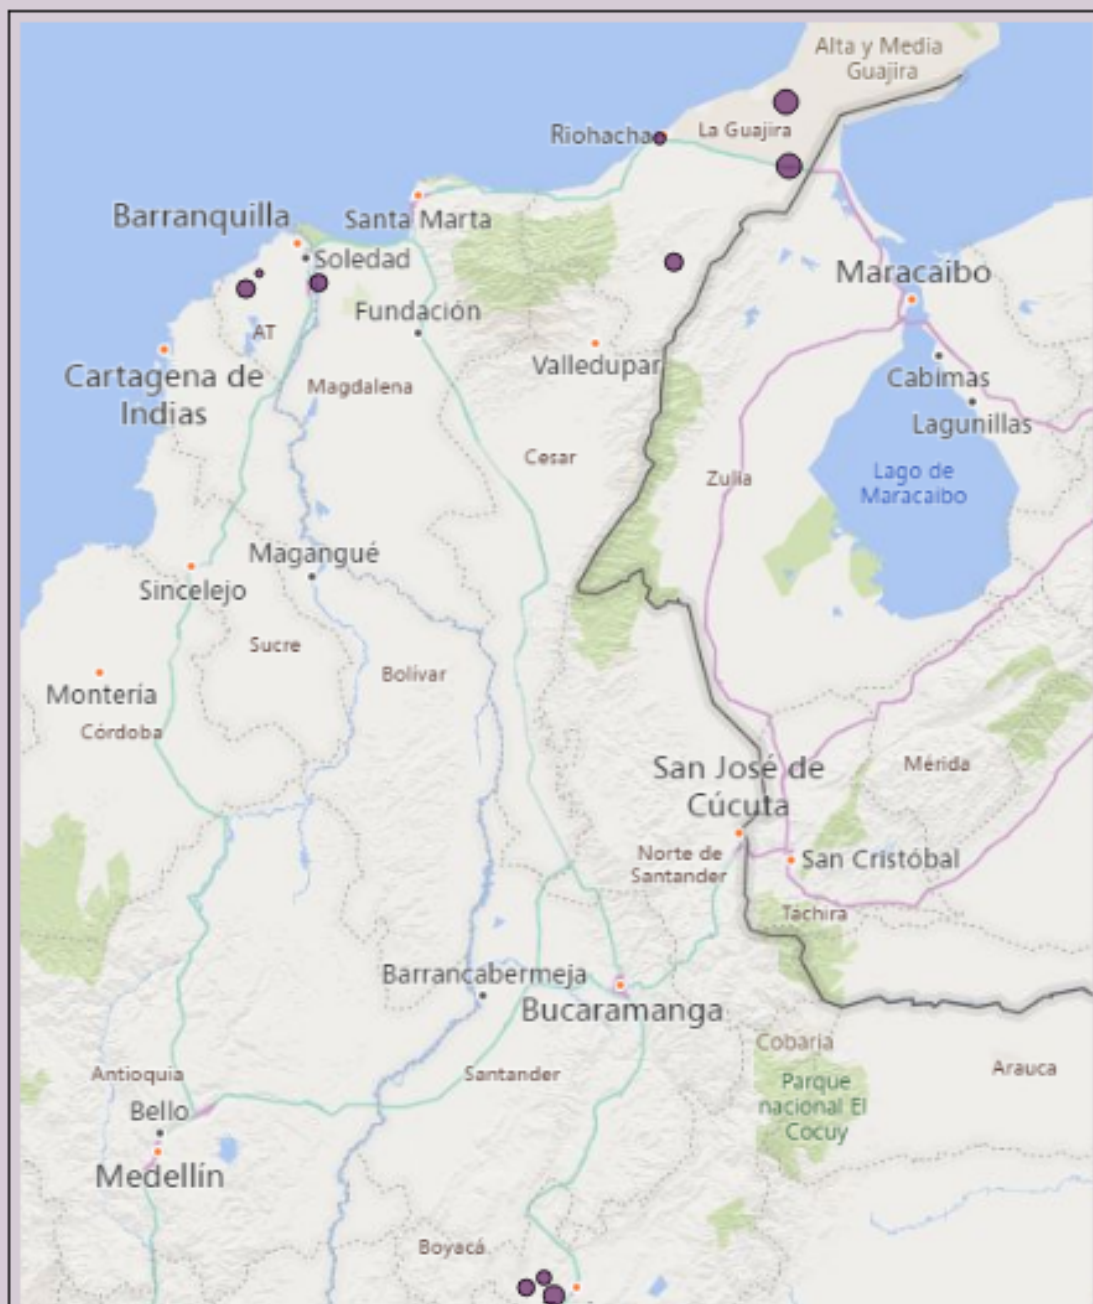 Alta y Media
Guajira
Riohacha
La Guajira
Barranquilla
Santa Marta
Soledad
Maracaibo
Fundación
AT
Cartagena de
Indias
Magdalena
Valledupar
Cabimas
Lagunillas
Cesar
Zulia
Lago de
Maracaibo
Magangué
Sincelejo
Sucre
Bolívar
Montería
Córdoba
San José de
Cúcuta
Mérida
Norte de
Santander
San Cristóbal
Tachira
Barrancabermeja
Bucaramanga
Cobaria
Antioquia
Santander
Arauca
Parque
nacional El
Cocuy
Bello
Medellín
Boyacá